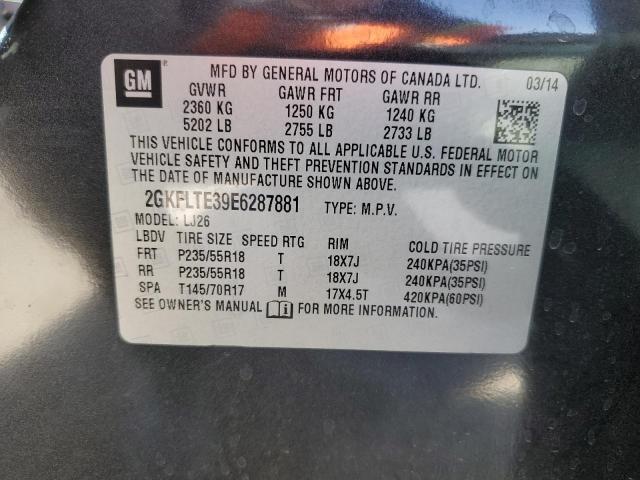 GM
MFD BY GENERAL MOTORS OF CANADA LTD. 03/14
GVWR GAWR FRT GAWR RR
2360 KG 1250 KG 1240 KG
5202 LB 2755 LB 2733 LB
THIS VEHICLE CONFORMS TO ALL APPLICABLE U.S. FEDERAL MOTOR
VEHICLE SAFETY AND THEFT PREVENTION STANDARDS IN EFFECT ON
THE DATE OF MANUFACTURE SHOWN ABOVE.
2GKFLTE39E6287881 TYPE: M.P.V.
MODEL: LJ26
LBDV TIRE SIZE SPEED RTG RIM COLD TIRE PRESSURE
FRT P235/55R18 T 18X7J 240KPA(35PSI)
RR P235/55R18 T 18X7J 240KPA(35PSI)
SPA T145/70R17 M 17X4.5T 420KPA(60PSI)
SEE OWNER'S MANUAL i FOR MORE INFORMATION.